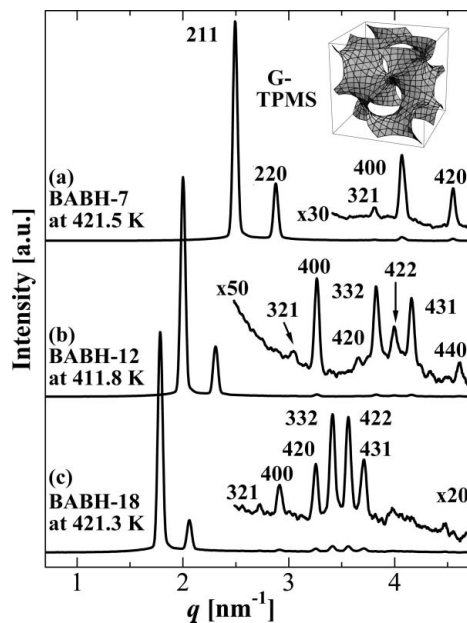 211
G-
TPMS
220
(a)
BABH-7
at 421.5 K
x30
321
400
420
(b)
BABH-12
at 411.8 K
x50
321
400
420
332
422
431
440
(c)
BABH-18
at 421.3 K
321
400
420
332
422
431
x20
Intensity [a.u.]
1
2
3
4
q [nm⁻¹]